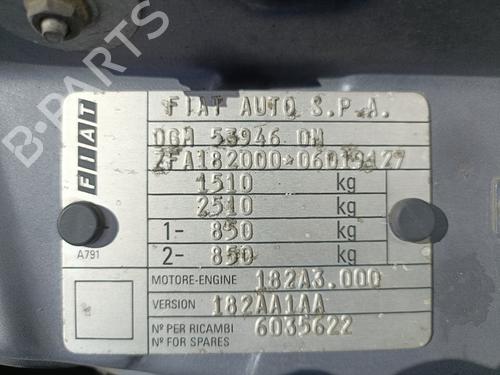 FIAT
FIAT AUTO S.P.A.
DGM 53946 OM
ZFA182000*06019427
1510 kg
2510 kg
1- 850 kg
2- 850 kg
A791
MOTORE-ENGINE 182A3.000
VERSION 182AA1AA
Nº PER RICAMBI 6035622
Nº FOR SPARES
B-PARTS